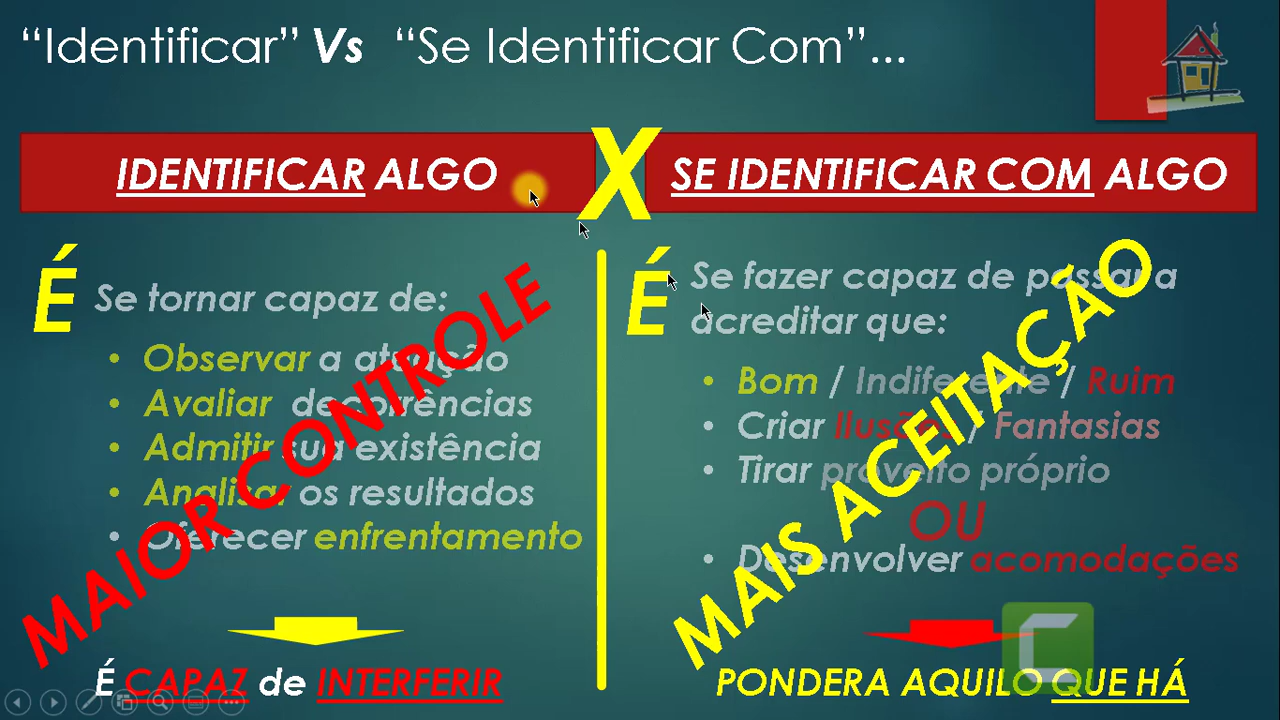 “Identificar” Vs “Se Identificar Com”...
IDENTIFICAR ALGO
X
SE IDENTIFICAR COM ALGO
É
Se tornar capaz de:
• Observar a atuação
• Avaliar decorrências
• Admitir sua existência
• Analisar os resultados
• Oferecer enfrentamento
MAIOR CONTROLE
É CAPAZ de INTERFERIR
É
Se fazer capaz de passar a
acreditar que:
• Bom / Indiferente / Ruim
• Criar Ilusões / Fantasias
• Tirar proveito próprio
OU
• Desenvolver acomodações
MAIS ACEITAÇÃO
PONDERA AQUILO QUE HÁ